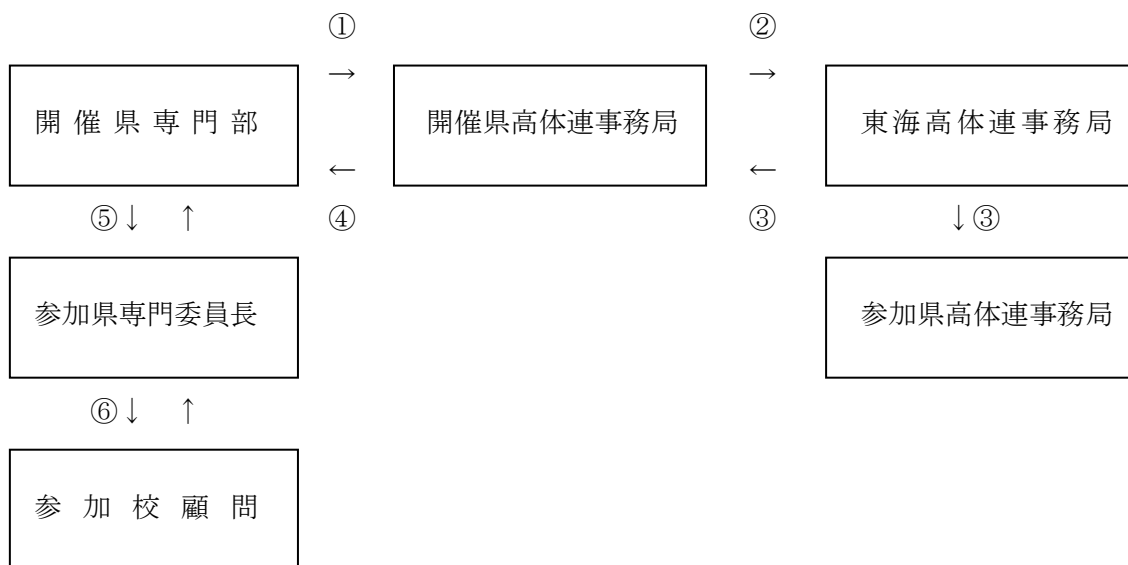 ① ②
→ →
開催県専門部 開催県高体連事務局 東海高体連事務局
← ←
⑤↓ ↑ ④ ③ ↓③
参加県専門委員長 参加県高体連事務局
⑥↓ ↑
参加校顧問